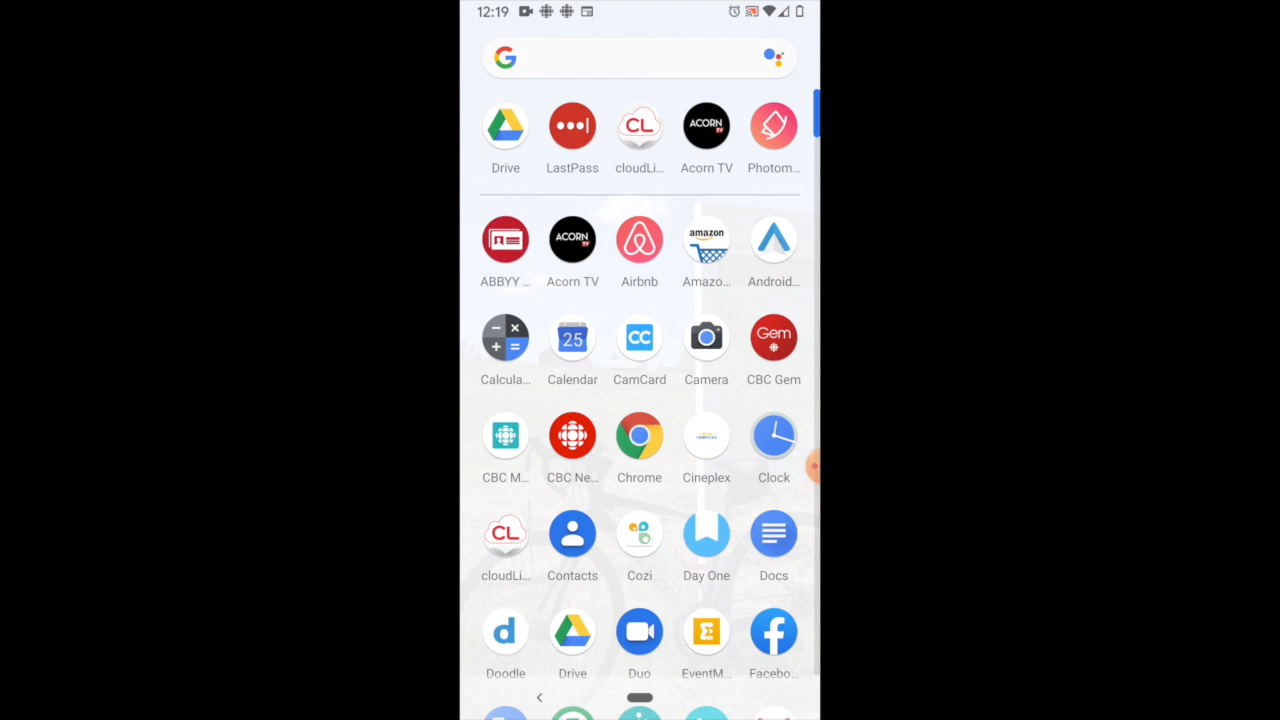 12:19
Drive LastPass cloudLi... Acorn TV Photom...
ABBYY ... Acorn TV Airbnb Amazo... Android...
Calcula... Calendar CamCard Camera CBC Gem
CBC M... CBC Ne... Chrome Cineplex Clock
cloudLi... Contacts Cozi Day One Docs
Doodle Drive Duo EventM... Facebo...
CL
ACORN TV
ACORN TV
amazon
25
CC
Gem
CINEPLEX
CL
d